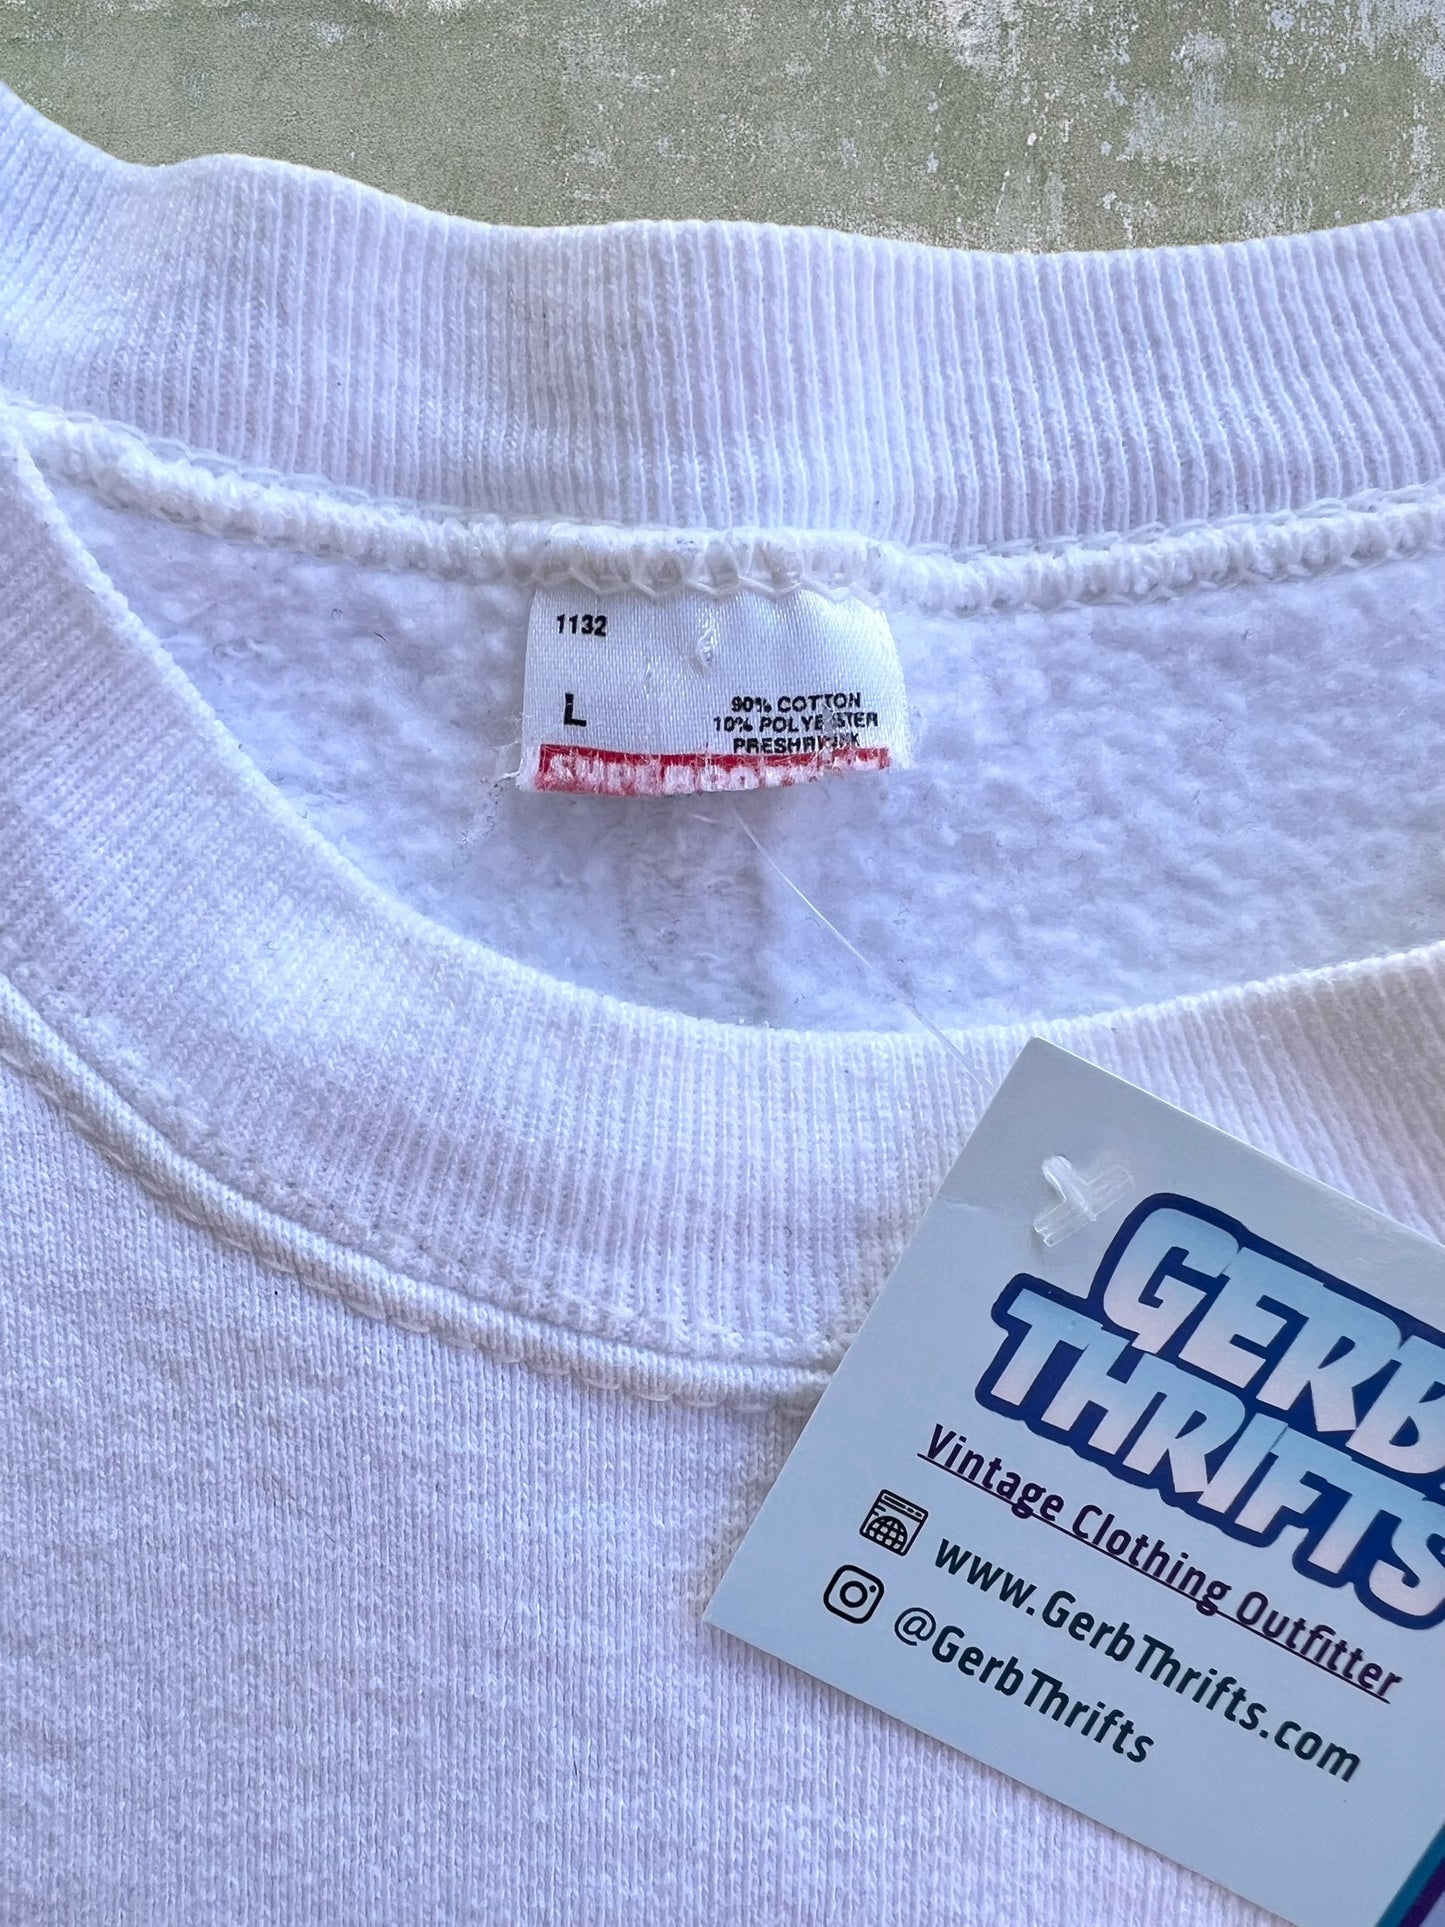 1132
L
90% COTTON
10% POLYESTER
PRESHRUNK
GERB
THRIFTS
Vintage Clothing Outfitter
www.GerbThrifts.com
@GerbThrifts